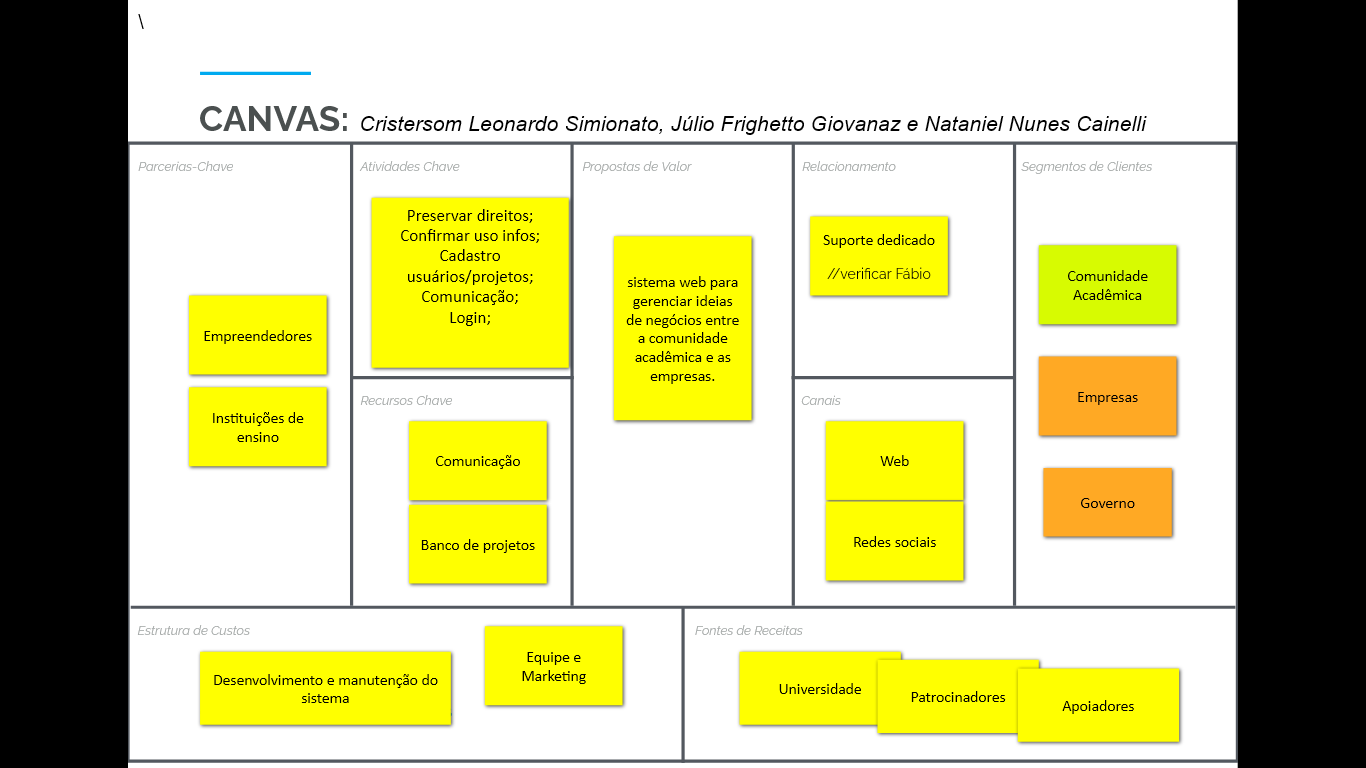 \
CANVAS: Cristersom Leonardo Simionato, Júlio Frighetto Giovanaz e Nataniel Nunes Cainelli
Parcerias-Chave
Empreendedores
Instituições de
ensino
Atividades Chave
Preservar direitos;
Confirmar uso infos;
Cadastro
usuários/projetos;
Comunicação;
Login;
Recursos Chave
Comunicação
Banco de projetos
Propostas de Valor
sistema web para
gerenciar ideias
de negócios entre
a comunidade
acadêmica e as
empresas.
Relacionamento
Suporte dedicado
//verificar Fábio
Canais
Web
Redes sociais
Segmentos de Clientes
Comunidade
Acadêmica
Empresas
Governo
Estrutura de Custos
Desenvolvimento e manutenção do
sistema
Equipe e
Marketing
Fontes de Receitas
Universidade
Patrocinadores
Apoiadores